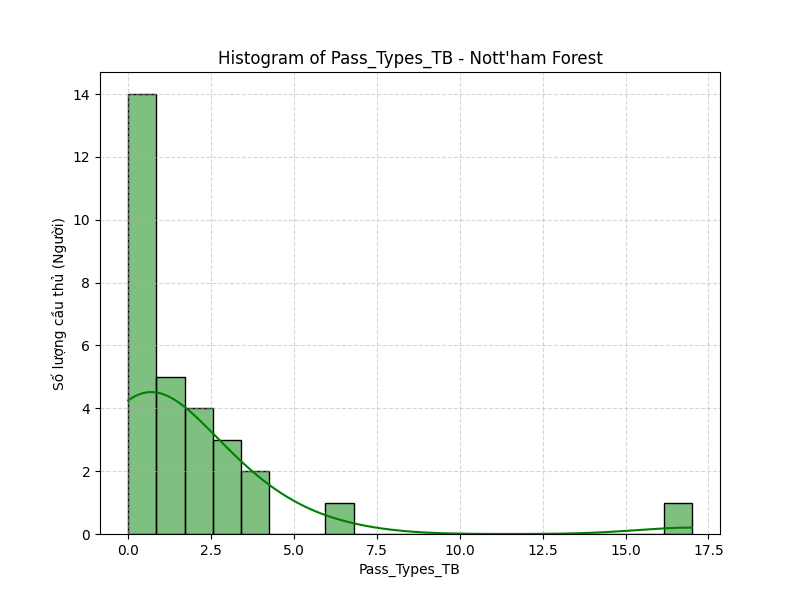 Histogram of Pass_Types_TB - Nott'ham Forest
Số lượng cầu thủ (Người)
14
12
10
8
6
4
2
0
0.0 2.5 5.0 7.5 10.0 12.5 15.0 17.5
Pass_Types_TB